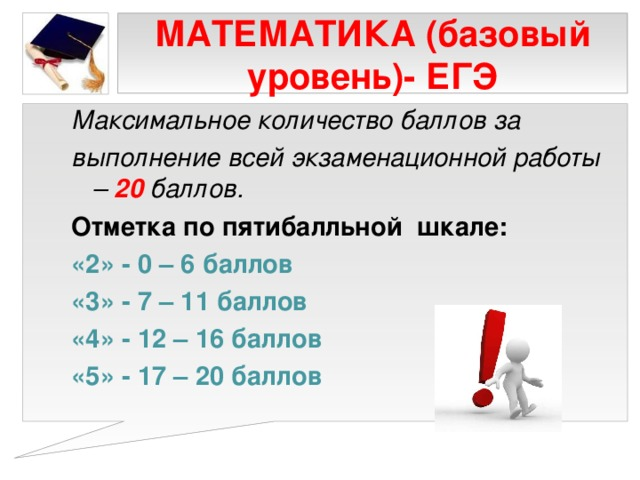 МАТЕМАТИКА (базовый
уровень)- ЕГЭ
Максимальное количество баллов за
выполнение всей экзаменационной работы
– 20 баллов.
Отметка по пятибалльной шкале:
«2» - 0 – 6 баллов
«3» - 7 – 11 баллов
«4» - 12 – 16 баллов
«5» - 17 – 20 баллов